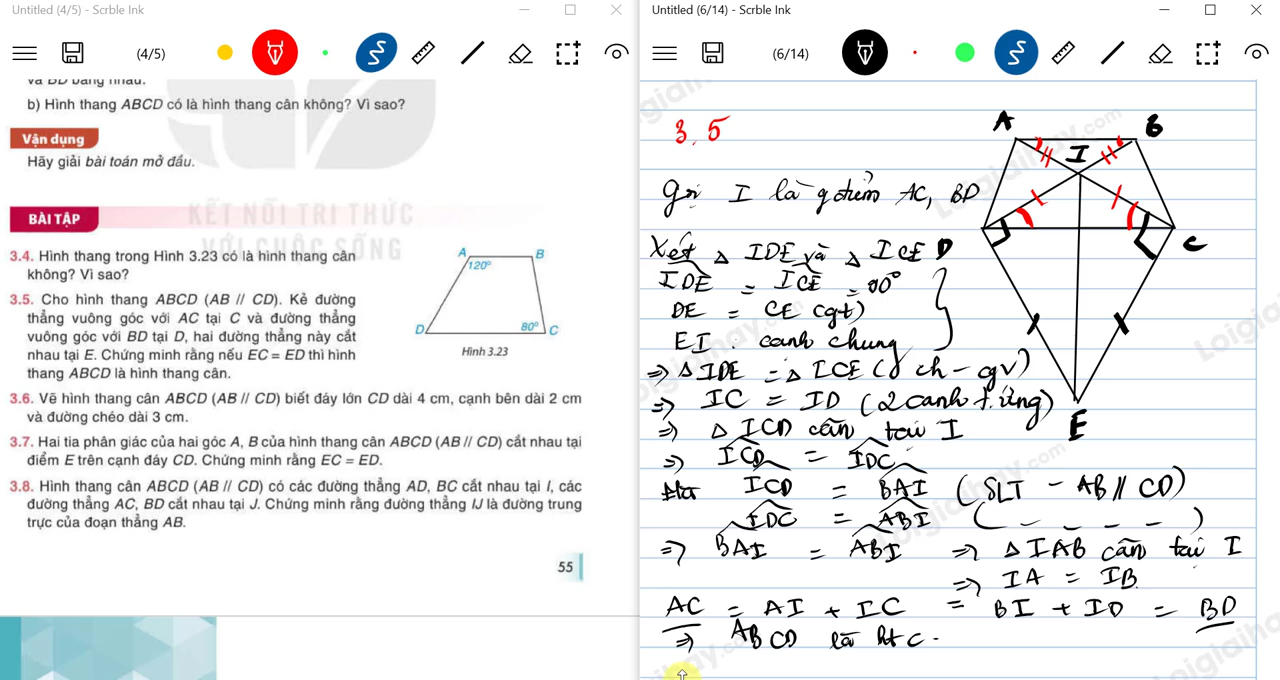 Untitled (4/5) - Scrble Ink
(4/5)
và BD bằng nhau.
b) Hình thang ABCD có là hình thang cân không? Vì sao?
Vận dụng
Hãy giải bài toán mở đầu.
KẾT NỐI TRI THỨC
VỚI CUỘC SỐNG
BÀI TẬP
3.4. Hình thang trong Hình 3.23 có là hình thang cân
không? Vì sao?
3.5. Cho hình thang ABCD (AB // CD). Kẻ đường
thẳng vuông góc với AC tại C và đường thẳng
vuông góc với BD tại D, hai đường thẳng này cắt
nhau tại E. Chứng minh rằng nếu EC = ED thì hình
thang ABCD là hình thang cân.
A
B
120°
D
80°
C
Hình 3.23
3.6. Vẽ hình thang cân ABCD (AB // CD) biết đáy lớn CD dài 4 cm, cạnh bên dài 2 cm
và đường chéo dài 3 cm.
3.7. Hai tia phân giác của hai góc A, B của hình thang cân ABCD (AB // CD) cắt nhau tại
điểm E trên cạnh đáy CD. Chứng minh rằng EC = ED.
3.8. Hình thang cân ABCD (AB // CD) có các đường thẳng AD, BC cắt nhau tại I, các
đường thẳng AC, BD cắt nhau tại J. Chứng minh rằng đường thẳng IJ là đường trung
trực của đoạn thẳng AB.
55
Untitled (6/14) - Scrble Ink
(6/14)
3.5
A
B
I
D
C
E
Gọi I là gđiểm AC, BD
Xét Δ IDE và Δ ICE
IDE = ICE = 90°
DE = CE (gt)
EI cạnh chung
=> Δ IDE = Δ ICE (ch - cgv)
=> IC = ID (2 cạnh t.ứng)
=> Δ ICD cân tại I
=> ICD = IDC
Mà ICD = BAI (SLT - AB // CD)
IDC = ABI ( - - - - )
=> BAI = ABI => Δ IAB cân tại I
=> IA = IB
AC = AI + IC = BI + ID = BD
=> ABCD là htc.
Loigiaihay.com